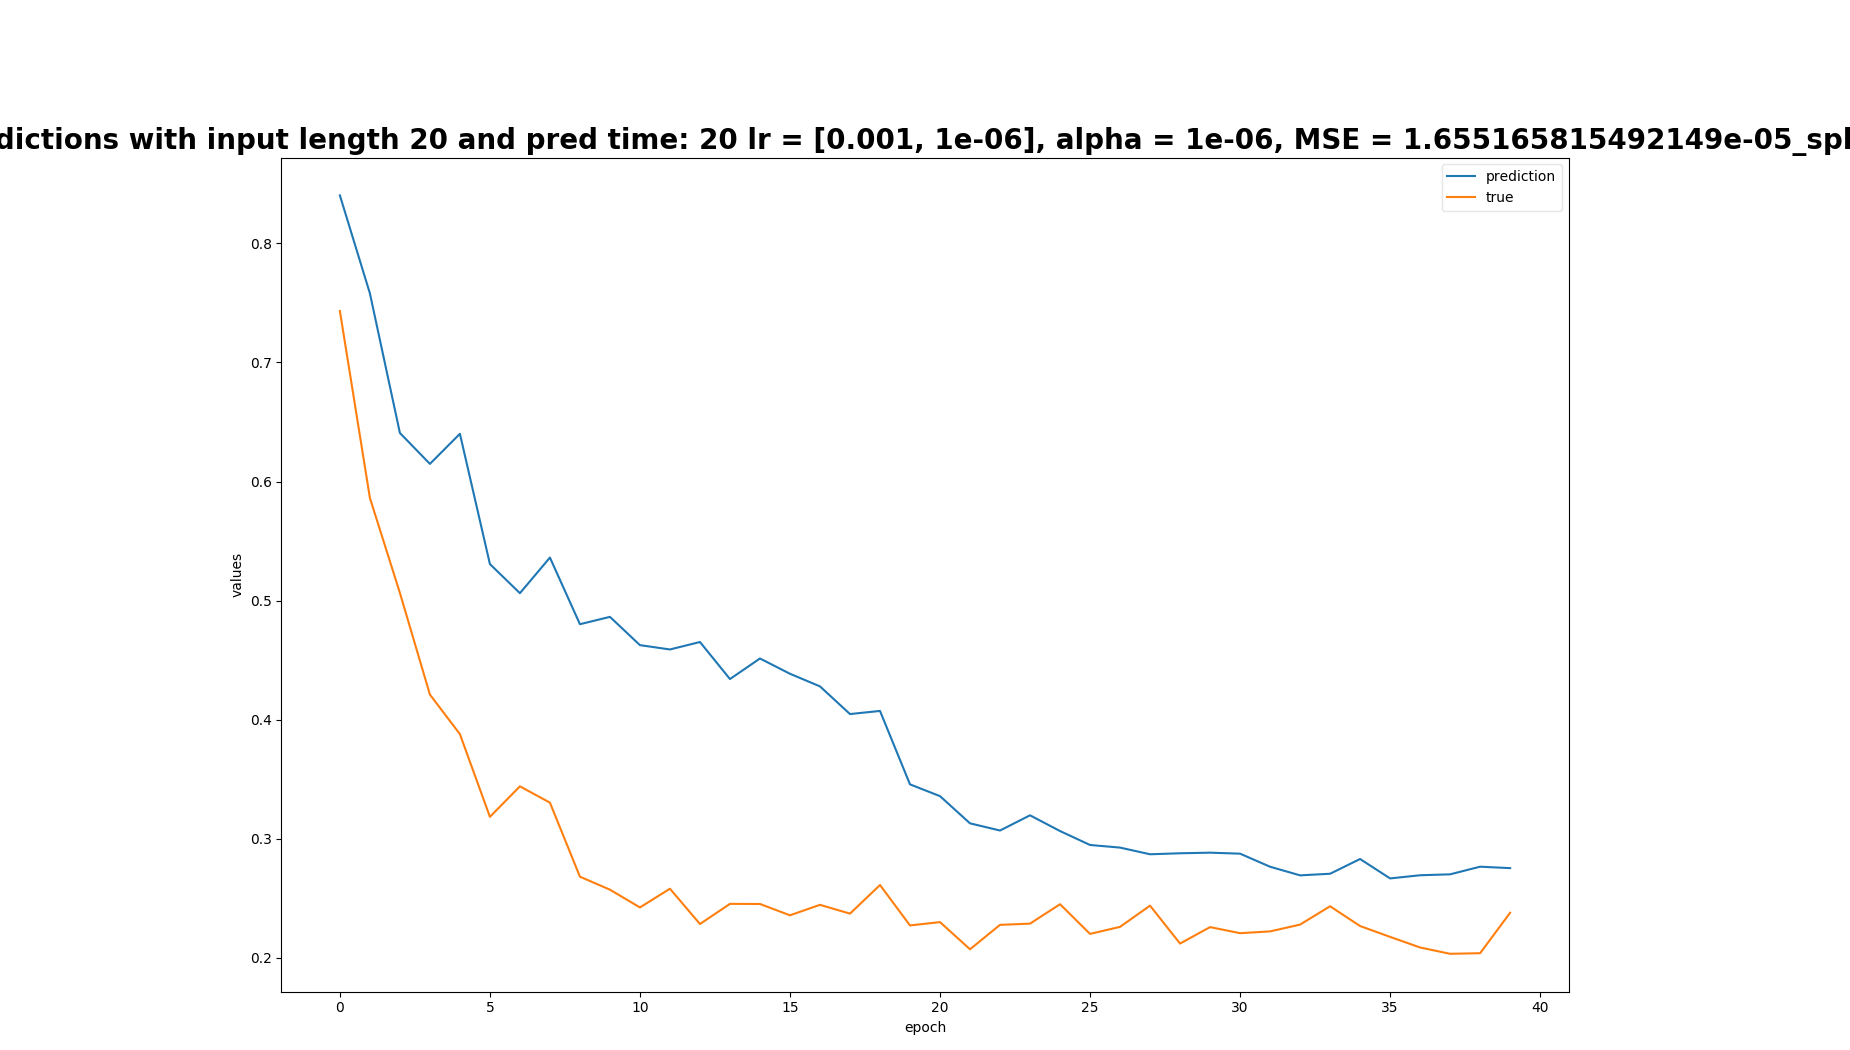 dictions with input length 20 and pred time: 20 lr = [0.001, 1e-06], alpha = 1e-06, MSE = 1.655165815492149e-05_spl
prediction
true
0.8
0.7
0.6
0.5
0.4
0.3
0.2
values
0 5 10 15 20 25 30 35 40
epoch